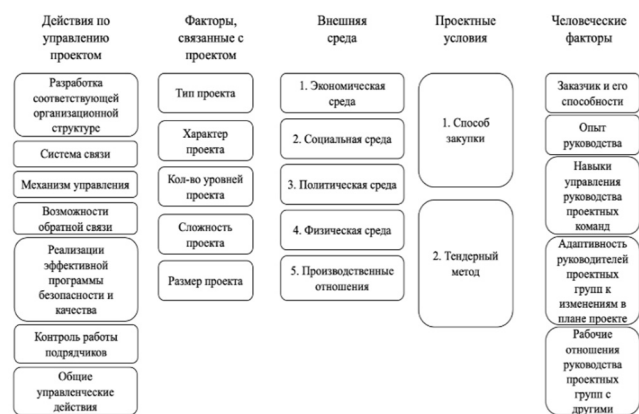 Действия по
управлению
проектом
Разработка
соответствующей
организационной
структуре
Система связи
Механизм управления
Возможности
обратной связи
Реализации
эффективной
программы
безопасности и
качества
Контроль работы
подрядчиков
Общие
управленческие
действия
Факторы,
связанные с
проектом
Тип проекта
Характер
проекта
Кол-во уровней
проекта
Сложность
проекта
Размер проекта
Внешняя
среда
1. Экономическая
среда
2. Социальная среда
3. Политическая среда
4. Физическая среда
5. Производственные
отношения
Проектные
условия
1. Способ
закупки
2. Тендерный
метод
Человеческие
факторы
Заказчик и его
способности
Опыт
руководства
Навыки
управления
руководства
проектных
команд
Адаптивность
руководителей
проектных
групп к
изменениям в
плане проекте
Рабочие
отношения
руководства
проектных
групп с
другими